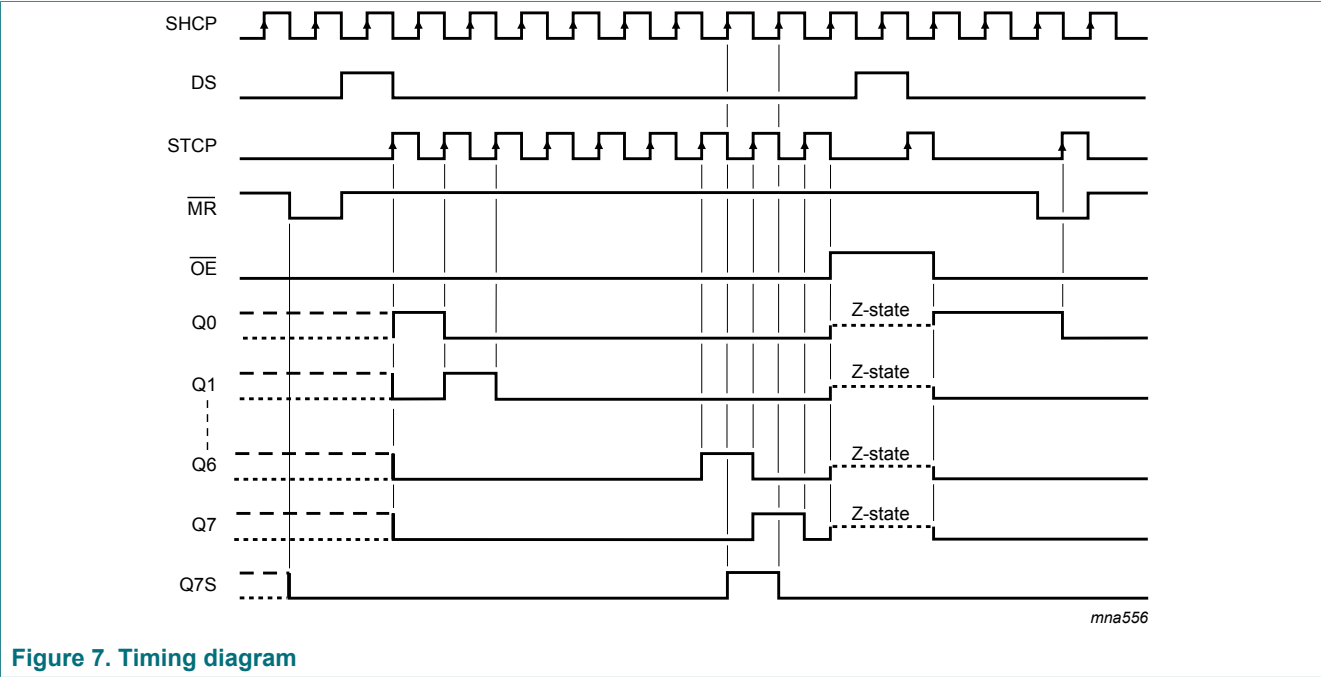 SHCP
DS
STCP
MR
OE
Z-state
Q0
Z-state
Q1
Z-state
Q6
Z-state
Q7
Q7S
mna556
Figure 7. Timing diagram